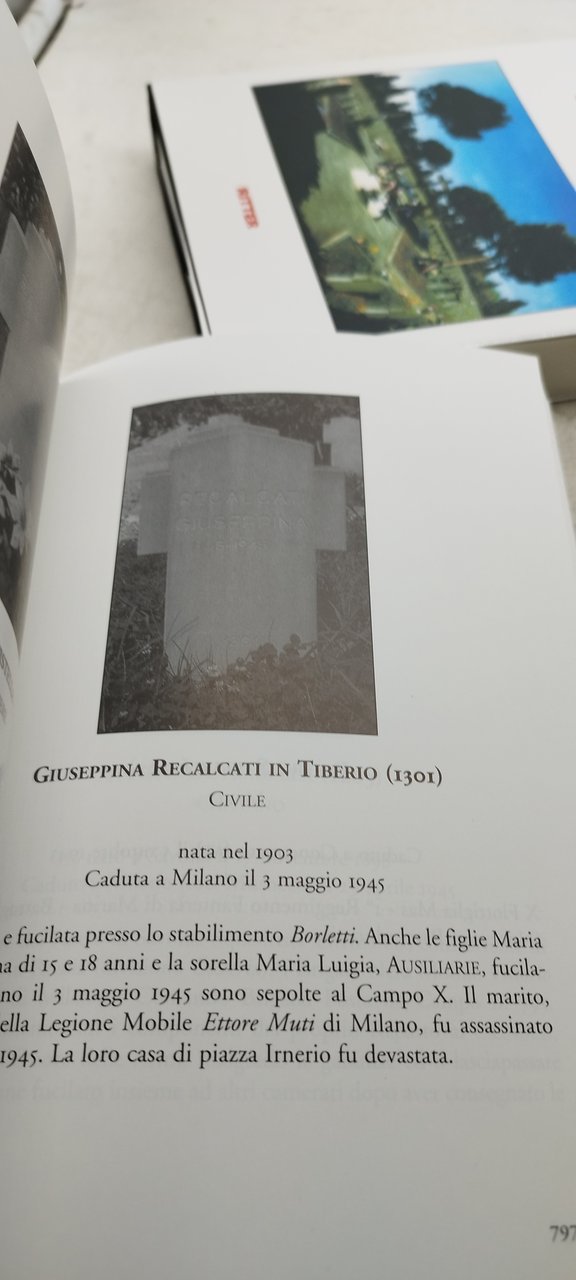 RITTER
RECALCATI
GIUSEPPINA
GIUSEPPINA RECALCATI IN TIBERIO (1301)
CIVILE
nata nel 1903
Caduta a Milano il 3 maggio 1945
e fucilata presso lo stabilimento Borletti. Anche le figlie Maria
di 15 e 18 anni e la sorella Maria Luigia, AUSILIARIE, fucila-
no il 3 maggio 1945 sono sepolte al Campo X. Il marito,
ella Legione Mobile Ettore Muti di Milano, fu assassinato
1945. La loro casa di piazza Irnerio fu devastata.
797